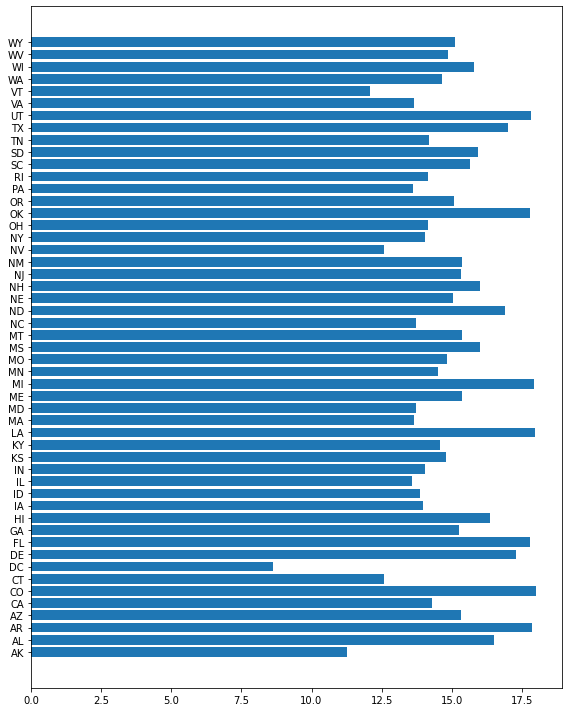 WY
WV
WI
WA
VT
VA
UT
TX
TN
SD
SC
RI
PA
OR
OK
OH
NY
NV
NM
NJ
NH
NE
ND
NC
MT
MS
MO
MN
MI
ME
MD
MA
LA
KY
KS
IN
IL
ID
IA
HI
GA
FL
DE
DC
CT
CO
CA
AZ
AR
AL
AK
0.0 2.5 5.0 7.5 10.0 12.5 15.0 17.5